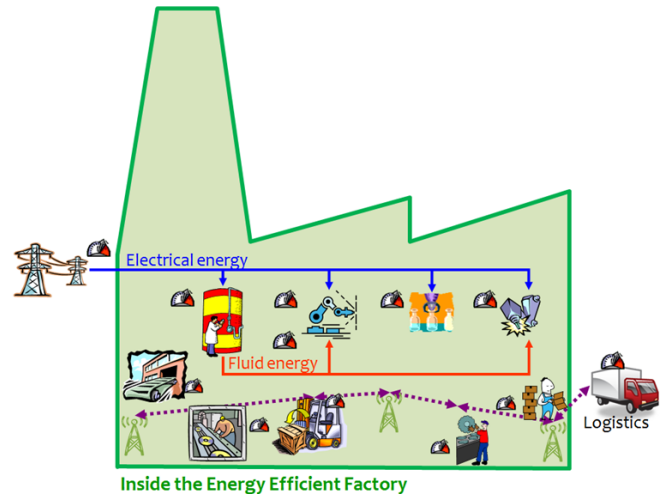 Electrical energy
Fluid energy
Logistics
Inside the Energy Efficient Factory